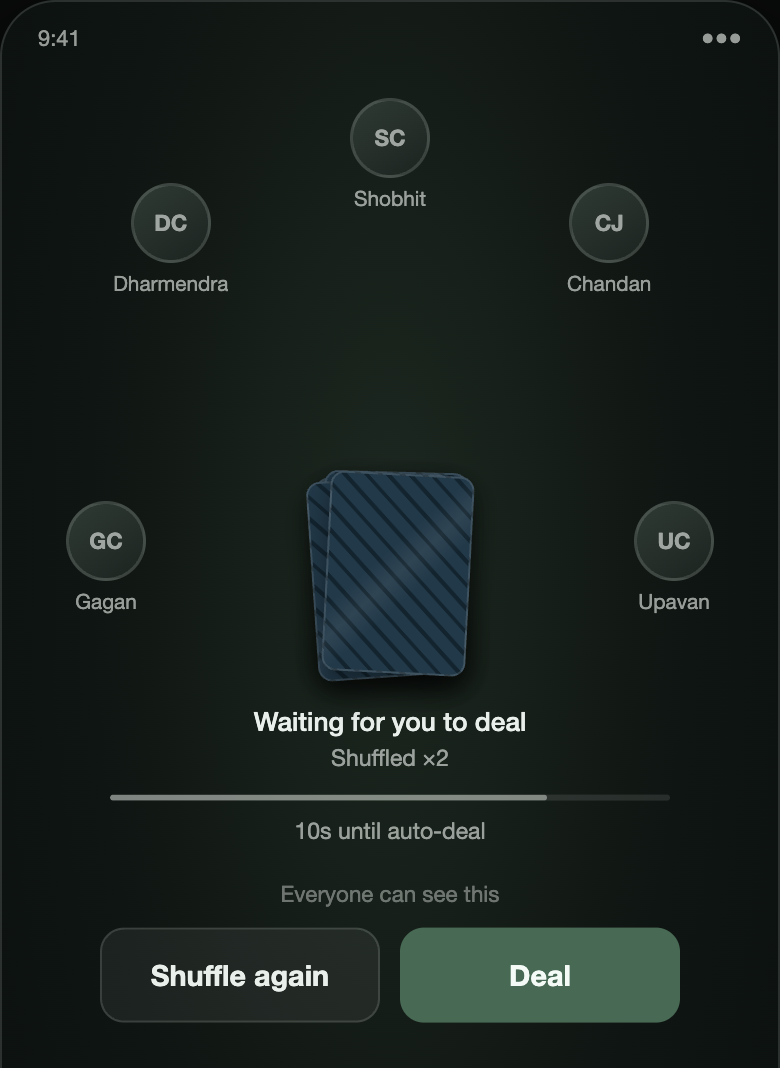 9:41
SC
Shobhit
DC
Dharmendra
CJ
Chandan
GC
Gagan
UC
Upavan
Waiting for you to deal
Shuffled ×2
10s until auto-deal
Everyone can see this
Shuffle again
Deal